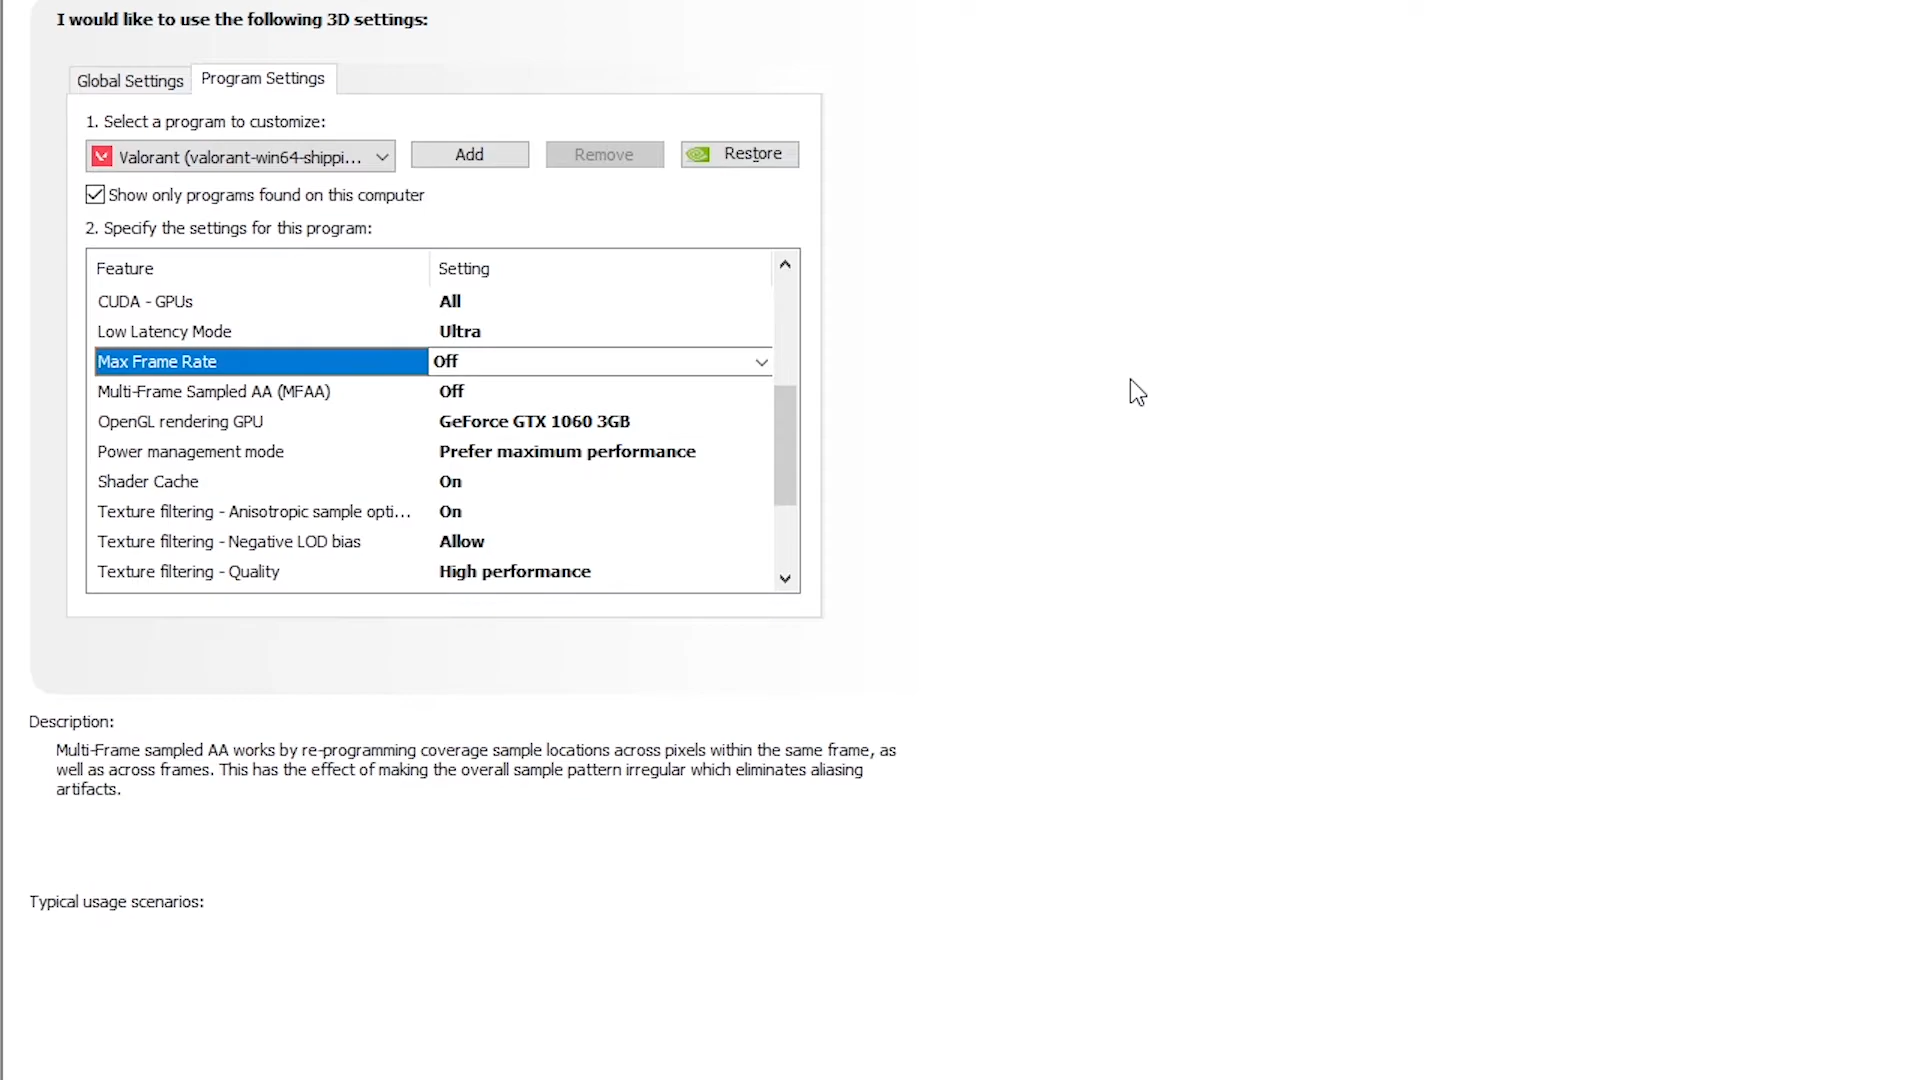 I would like to use the following 3D settings:
Global Settings
Program Settings
1. Select a program to customize:
Valorant (valorant-win64-shippi...
Add
Remove
Restore
Show only programs found on this computer
2. Specify the settings for this program:
Feature Setting
CUDA - GPUs All
Low Latency Mode Ultra
Max Frame Rate Off
Multi-Frame Sampled AA (MFAA) Off
OpenGL rendering GPU GeForce GTX 1060 3GB
Power management mode Prefer maximum performance
Shader Cache On
Texture filtering - Anisotropic sample opti... On
Texture filtering - Negative LOD bias Allow
Texture filtering - Quality High performance
Description:
Multi-Frame sampled AA works by re-programming coverage sample locations across pixels within the same frame, as
well as across frames. This has the effect of making the overall sample pattern irregular which eliminates aliasing
artifacts.
Typical usage scenarios: